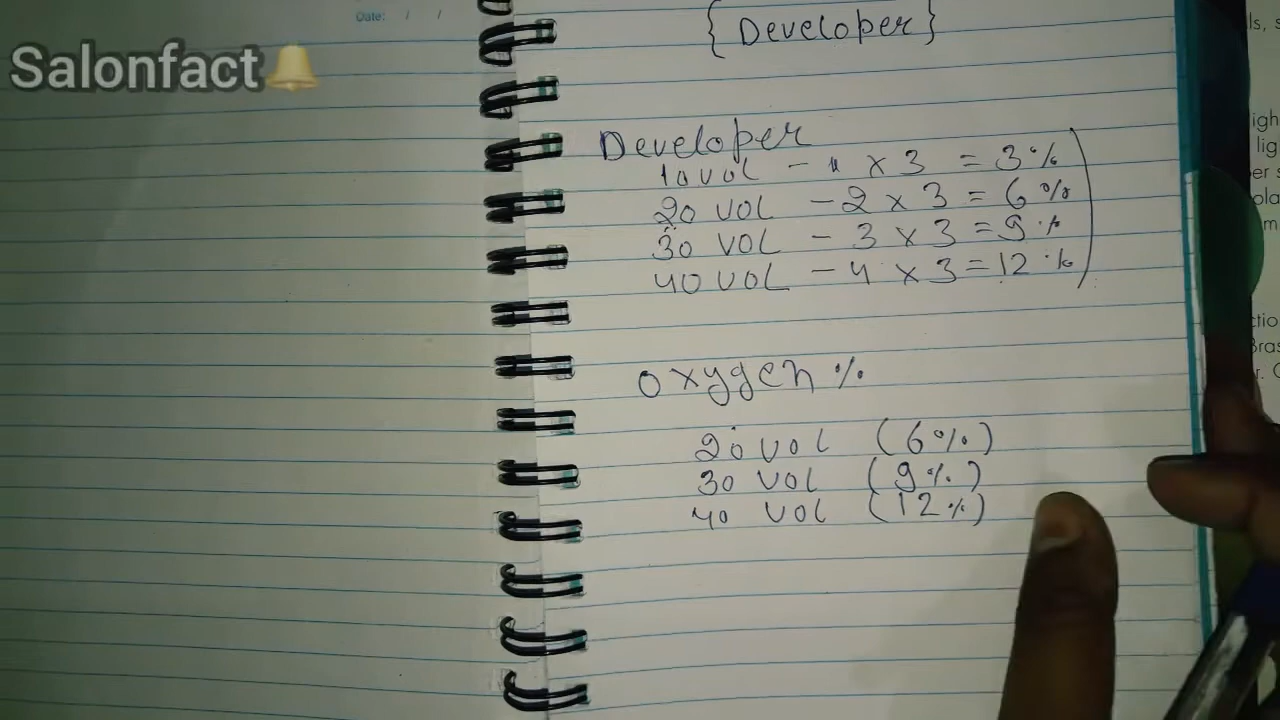 Date: / /
Salonfact
{Developer}
Developer
10 VOL - 1 x 3 = 3%
20 VOL - 2 x 3 = 6%
30 VOL - 3 x 3 = 9%
40 VOL - 4 x 3 = 12%
Oxygen %
20 VOL (6%)
30 VOL (9%)
40 VOL (12%)